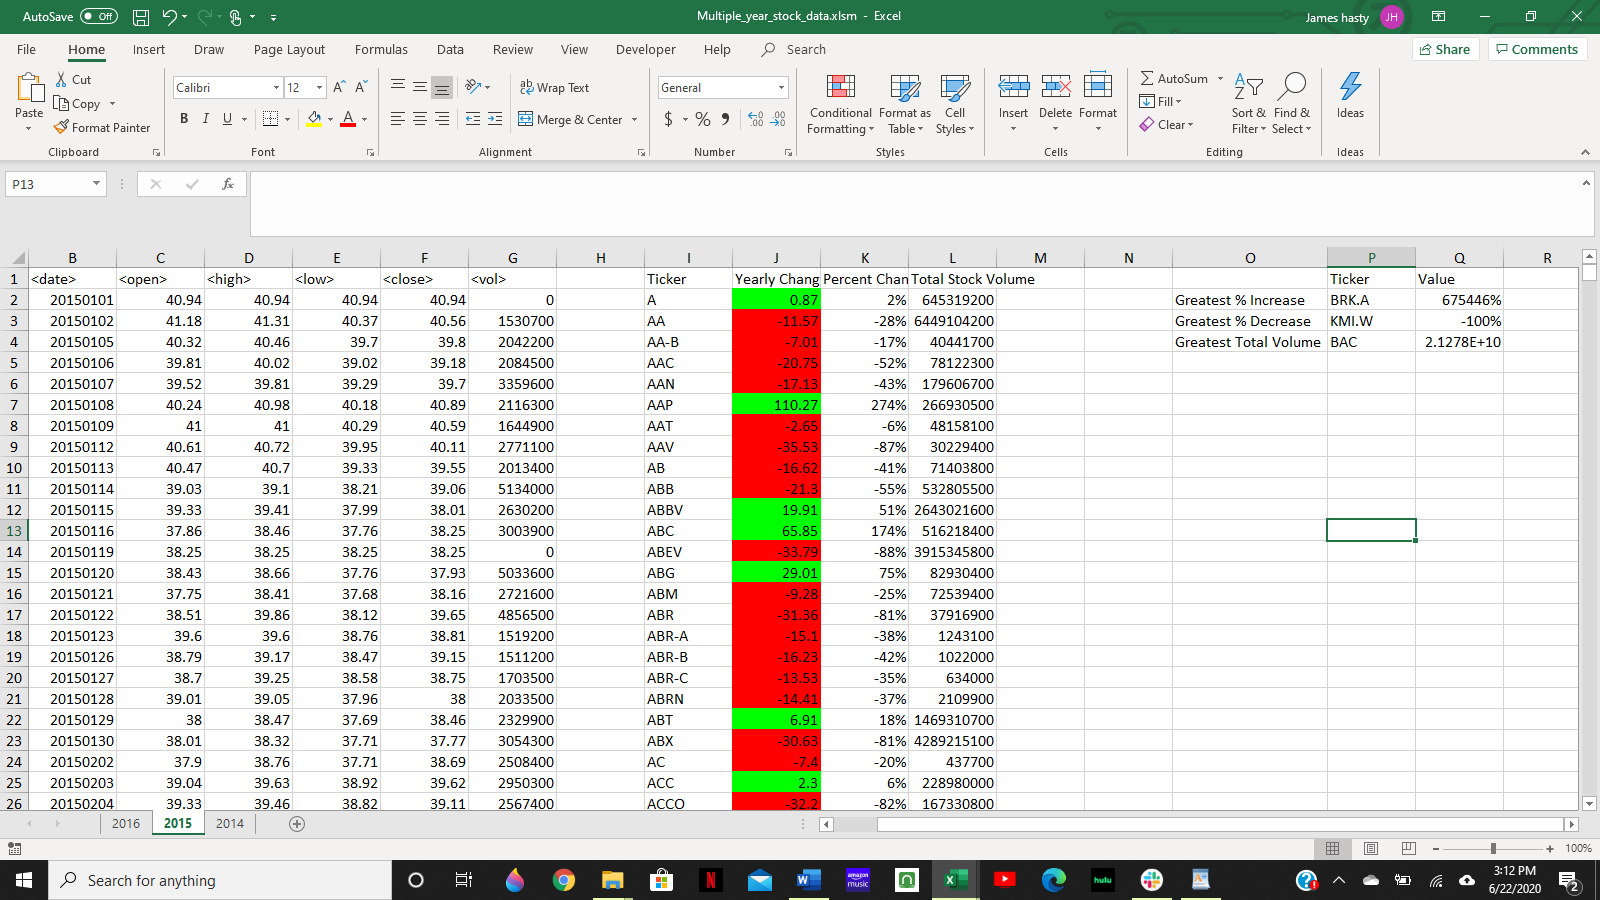 AutoSave Off Multiple_year_stock_data.xlsm - Excel James hasty JH
File Home Insert Draw Page Layout Formulas Data Review View Developer Help Search Share Comments
Paste Cut Copy Format Painter Clipboard
Calibri 12 B I U A Font
Wrap Text Merge & Center Alignment
General $ % Number
Conditional Formatting Format as Table Cell Styles Styles
Insert Delete Format Cells
AutoSum Fill Clear Sort & Filter Find & Select Editing
Ideas Ideas
P13 fx
B C D E F G H I J K L M N O P Q R
1 <date> <open> <high> <low> <close> <vol> Ticker Yearly Chang Percent Chan Total Stock Volume Ticker Value
2 20150101 40.94 40.94 40.94 40.94 0 A 0.87 2% 645319200 Greatest % Increase BRK.A 675446%
3 20150102 41.18 41.31 40.37 40.56 1530700 AA -11.57 -28% 6449104200 Greatest % Decrease KMI.W -100%
4 20150105 40.32 40.46 39.7 39.8 2042200 AA-B -7.01 -17% 40441700 Greatest Total Volume BAC 2.1278E+10
5 20150106 39.81 40.02 39.02 39.18 2084500 AAC -20.75 -52% 78122300
6 20150107 39.52 39.81 39.29 39.7 3359600 AAN -17.13 -43% 179606700
7 20150108 40.24 40.98 40.18 40.89 2116300 AAP 110.27 274% 266930500
8 20150109 41 41 40.29 40.59 1644900 AAT -2.65 -6% 48158100
9 20150112 40.61 40.72 39.95 40.11 2771100 AAV -35.53 -87% 30229400
10 20150113 40.47 40.7 39.33 39.55 2013400 AB -16.62 -41% 71403800
11 20150114 39.03 39.1 38.21 39.06 5134000 ABB -21.3 -55% 532805500
12 20150115 39.33 39.41 37.99 38.01 2630200 ABBV 19.91 51% 2643021600
13 20150116 37.86 38.46 37.76 38.25 3003900 ABC 65.85 174% 516218400
14 20150119 38.25 38.25 38.25 38.25 0 ABEV -33.79 -88% 3915345800
15 20150120 38.43 38.66 37.76 37.93 5033600 ABG 29.01 75% 82930400
16 20150121 37.75 38.41 37.68 38.16 2721600 ABM -9.28 -25% 72539400
17 20150122 38.51 39.86 38.12 39.65 4856500 ABR -31.36 -81% 37916900
18 20150123 39.6 39.6 38.76 38.81 1519200 ABR-A -15.1 -38% 1243100
19 20150126 38.79 39.17 38.47 39.15 1511200 ABR-B -16.23 -42% 1022000
20 20150127 38.7 39.25 38.58 38.75 1703500 ABR-C -13.53 -35% 634000
21 20150128 39.01 39.05 37.96 38 2033500 ABRN -14.41 -37% 2109900
22 20150129 38 38.47 37.69 38.46 2329900 ABT 6.91 18% 1469310700
23 20150130 38.01 38.32 37.71 37.77 3054300 ABX -30.63 -81% 4289215100
24 20150202 37.9 38.76 37.71 38.69 2508400 AC -7.4 -20% 437700
25 20150203 39.04 39.63 38.92 39.62 2950300 ACC 2.3 6% 228980000
26 20150204 39.33 39.46 38.82 39.11 2567400 ACCO -32.2 -82% 167330800
2016 2015 2014
100%
Search for anything amazon music hulu 3:12 PM
6/22/2020 2